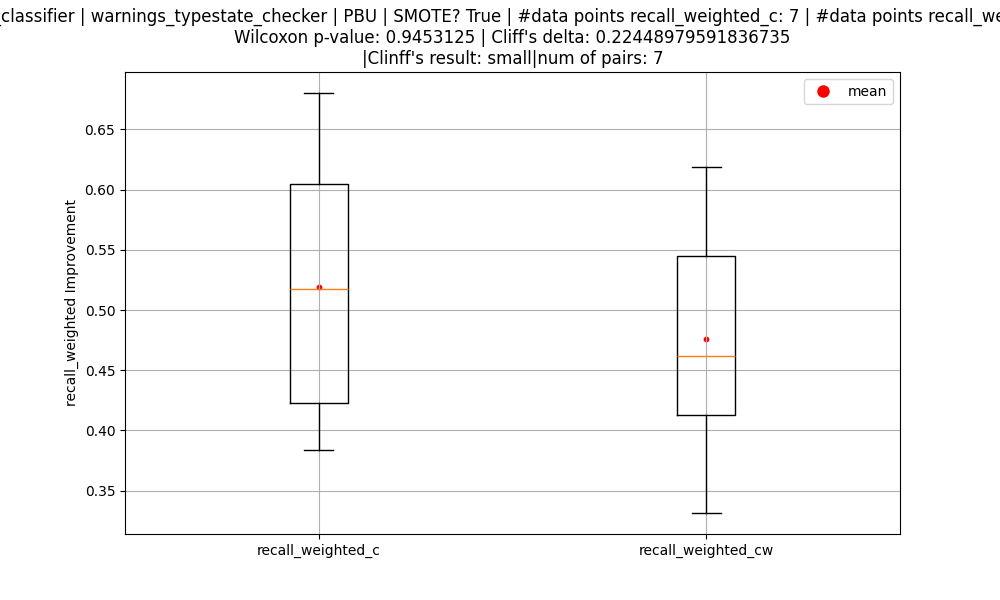 classifier | warnings_typestate_checker | PBU | SMOTE? True | #data points recall_weighted_c: 7 | #data points
Wilcoxon p-value: 0.9453125 | Cliff's delta: 0.22448979591836735
|Clinff's result: small|num of pairs: 7
mean
0.65
0.60
0.55
0.50
0.45
0.40
0.35
recall_weighted Improvement
recall_weighted_c
recall_weighted_cw